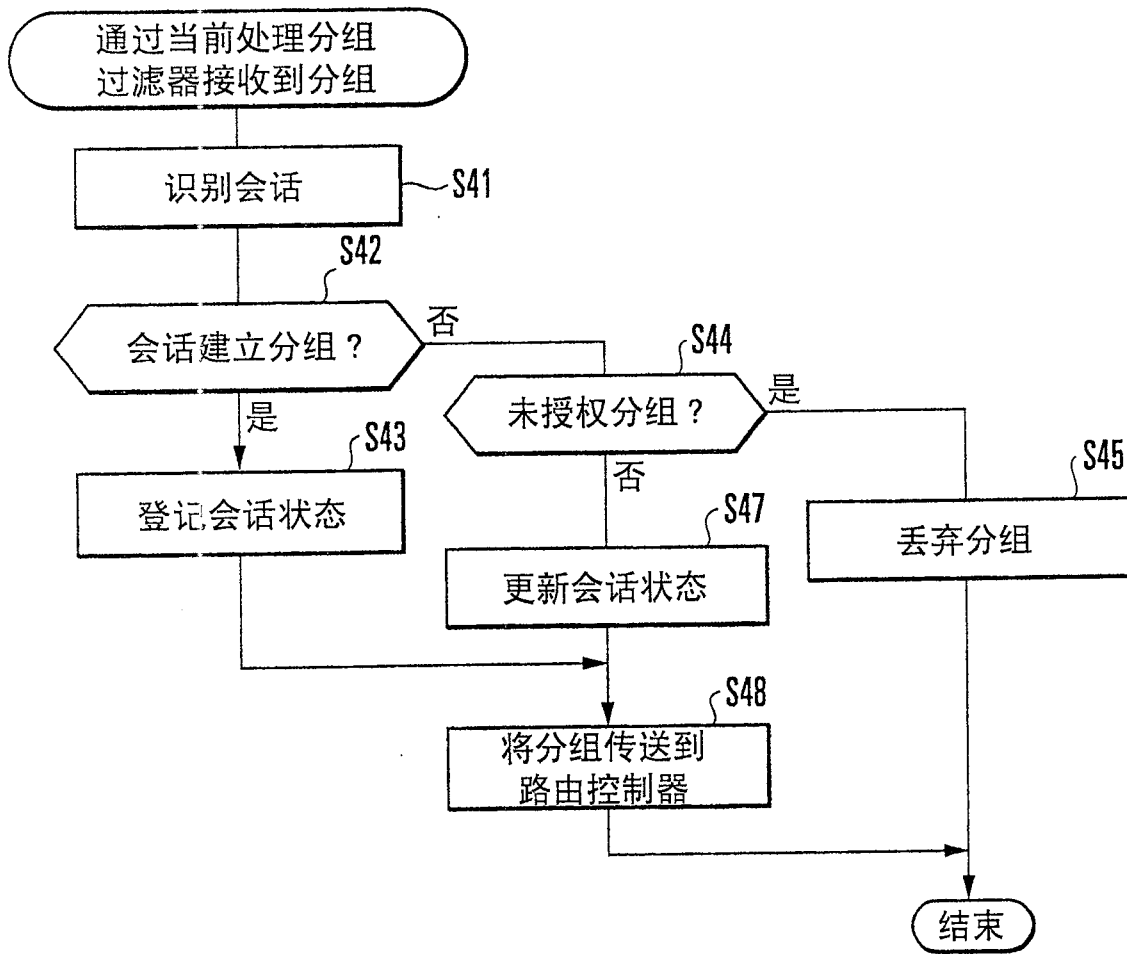 通过当前处理分组
过滤器接收到分组
识别会话
S41
S42
会话建立分组？
否
是
S44
未授权分组？
是
否
S43
登记会话状态
S45
丢弃分组
S47
更新会话状态
S48
将分组传送到
路由控制器
结束